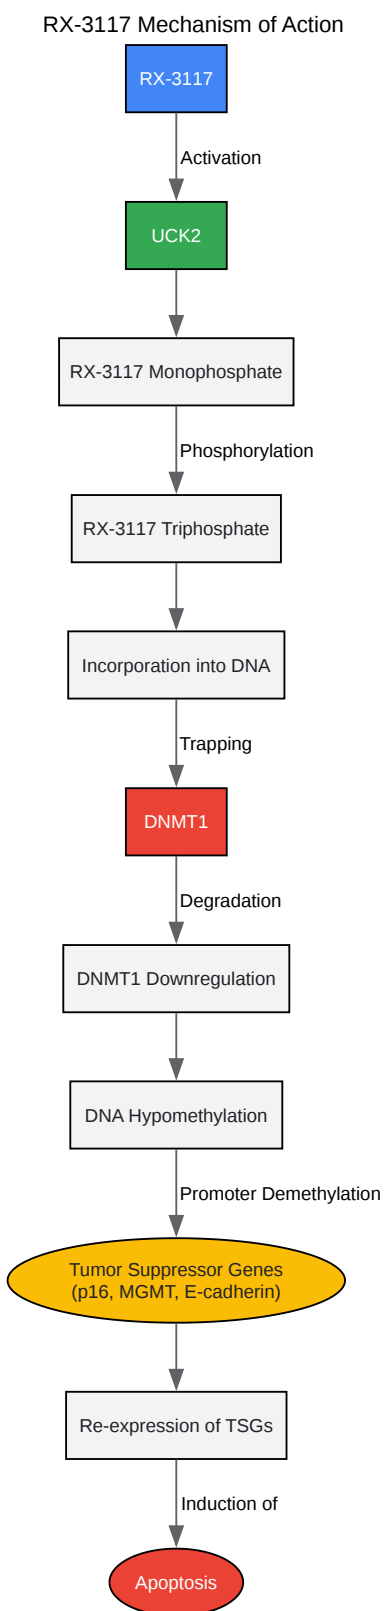 RX-3117 Mechanism of Action
RX-3117
Activation
UCK2
RX-3117 Monophosphate
Phosphorylation
RX-3117 Triphosphate
Incorporation into DNA
Trapping
DNMT1
Degradation
DNMT1 Downregulation
DNA Hypomethylation
Promoter Demethylation
Tumor Suppressor Genes
(p16, MGMT, E-cadherin)
Re-expression of TSGs
Induction of
Apoptosis